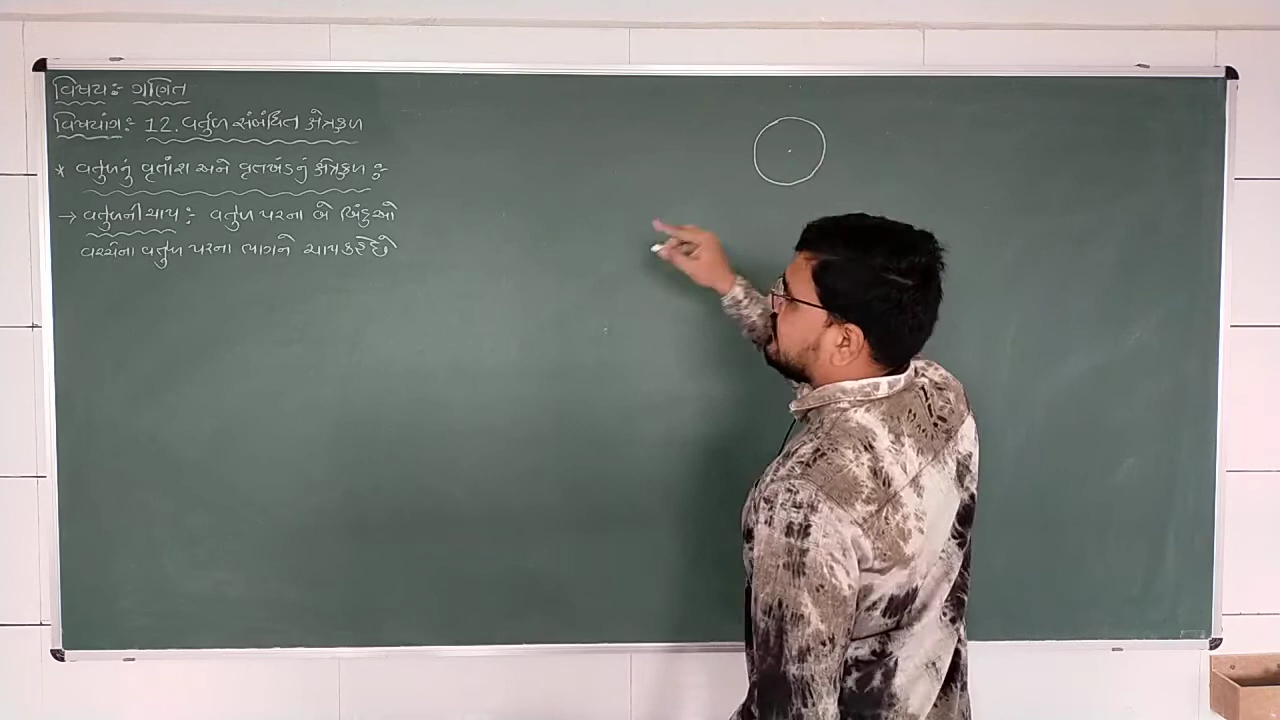 વિષય :- ગણિત
વિષયાંગ :- 12. વર્તુળ સંબંધિત ક્ષેત્રફળ
* વર્તુળનું વૃતાંશ અને વૃતખંડનું ક્ષેત્રફળ :-
→ વર્તુળની ચાપ :- વર્તુળ પરના બે બિંદુઓ
વચ્ચેના વર્તુળ પરના ભાગને ચાપ કહે છે